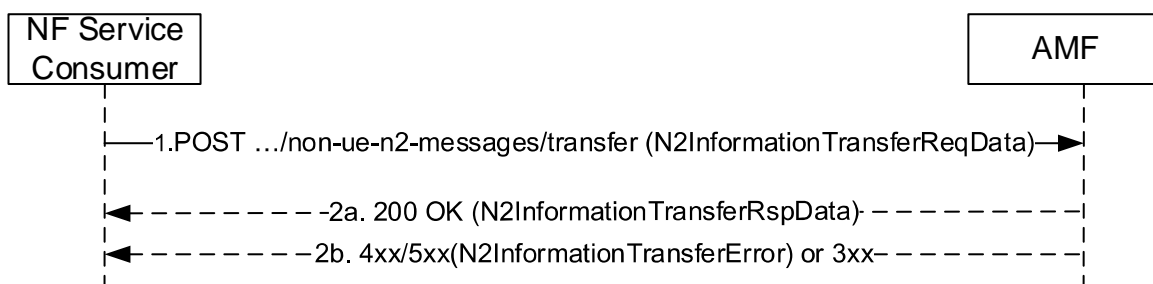 NF Service
Consumer
AMF
1.POST …/non-ue-n2-messages/transfer (N2InformationTransferReqData)
2a. 200 OK (N2InformationTransferRspData)
2b. 4xx/5xx(N2InformationTransferError) or 3xx